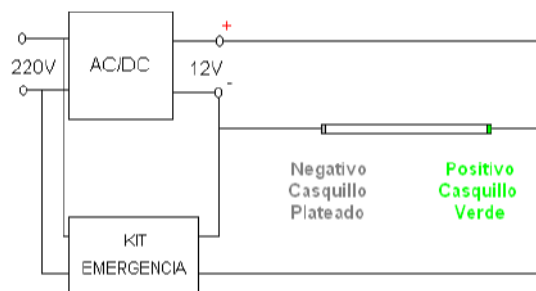 +
AC/DC
220V
12V
-
Negativo
Casquillo
Plateado
Positivo
Casquillo
Verde
KIT
EMERGENCIA